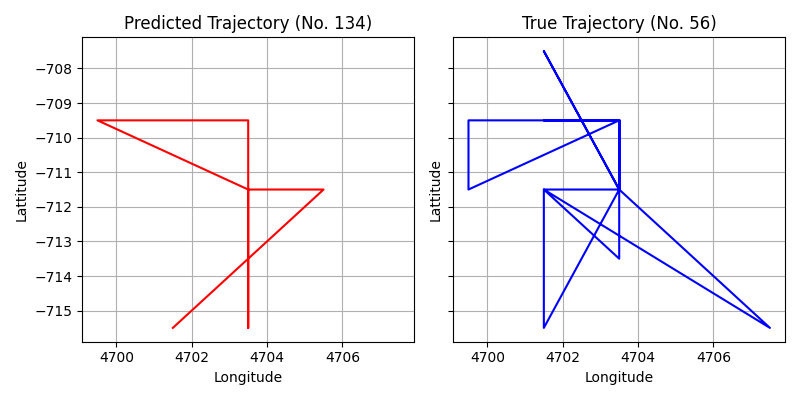 Predicted Trajectory (No. 134)
True Trajectory (No. 56)
Lattitude
−708
−709
−710
−711
−712
−713
−714
−715
4700 4702 4704 4706
Longitude
Lattitude
4700 4702 4704 4706
Longitude